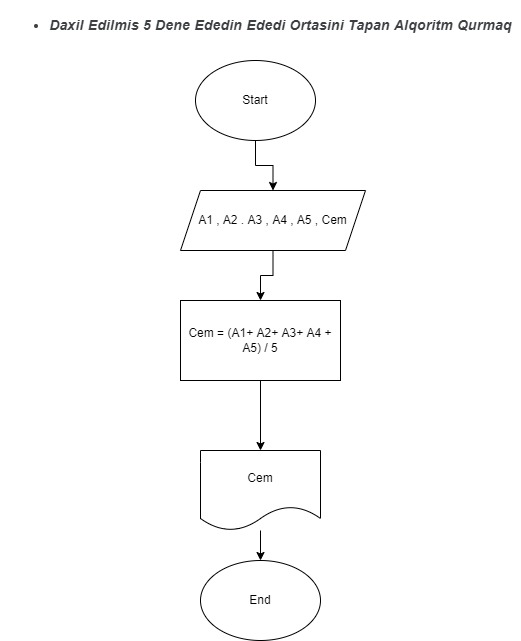 Daxil Edilmis 5 Dene Ededin Ededi Ortasini Tapan Alqoritm Qurmaq
Start
A1 , A2 . A3 , A4 , A5 , Cem
Cem = (A1+ A2+ A3+ A4 +
A5) / 5
Cem
End